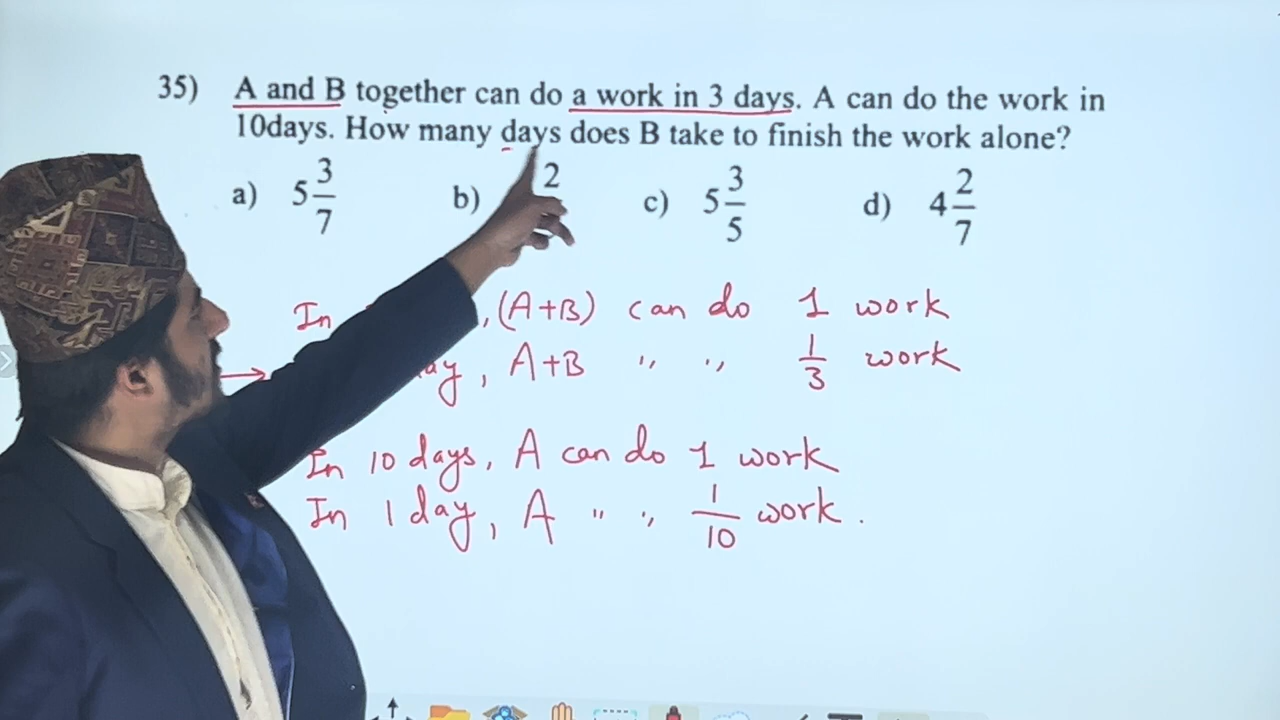 35) A and B together can do a work in 3 days. A can do the work in
10days. How many days does B take to finish the work alone?
a) 5 3/7 b) 2 c) 5 3/5 d) 4 2/7
In , (A+B) can do 1 work
, A+B " " 1/3 work
In 10 days, A can do 1 work
In 1 day, A " " 1/10 work.